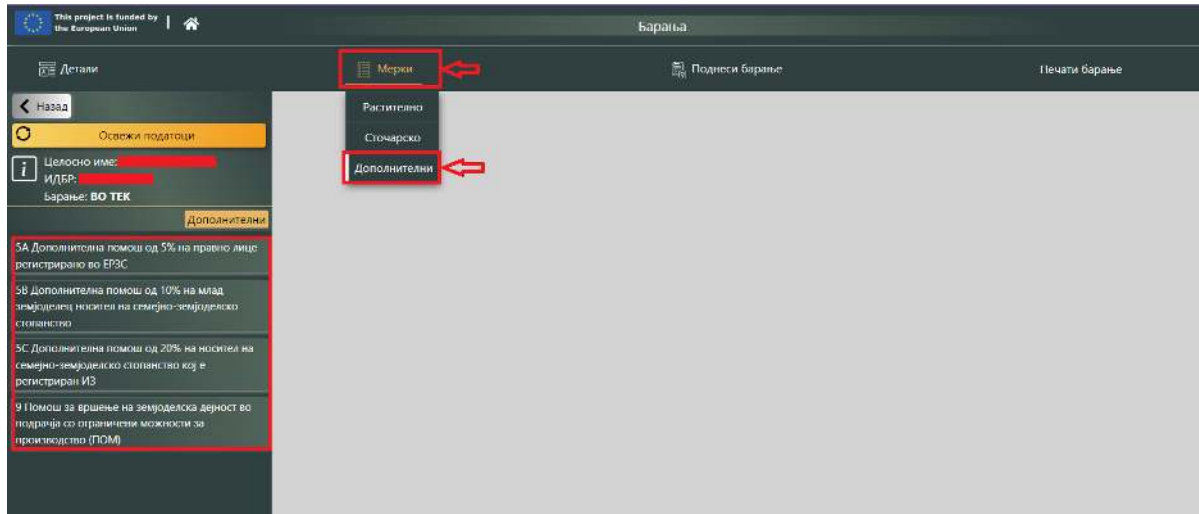 This project is funded by
the European Union
Барања
Детали
Мерки
Поднеси барање
Печати барање
Назад
Освежи податоци
Целосно име:
ИДБР:
Барање: ВО ТЕК
Дополнителни
Растително
Сточарско
Дополнителни
5A Дополнителна помош од 5% на правно лице
регистрирано во ЕРЗС
5B Дополнителна помош од 10% на млад
земјоделец носител на семејно-земјоделско
стопанство
5C Дополнителна помош од 20% на носител на
семејно-земјоделско стопанство кој е
регистриран ИЗ
9 Помош за вршење на земјоделска дејност во
подрачја со ограничени можности за
производство (ПОМ)